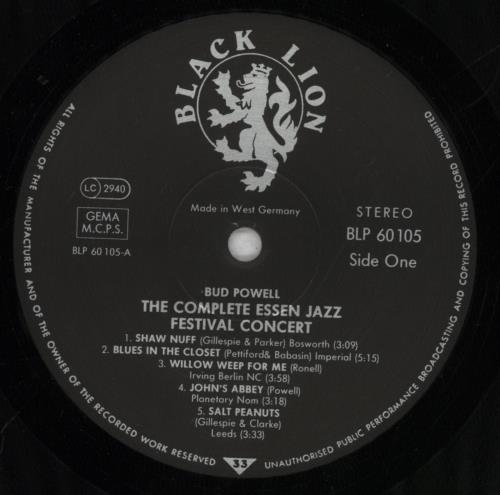 BLACK LION
ALL RIGHTS OF THE MANUFACTURER AND OF THE OWNER OF THE RECORDED WORK RESERVED
UNAUTHORISED PUBLIC PERFORMANCE BROADCASTING AND COPYING OF THIS RECORD PROHIBITED
LC 2940
GEMA
M.C.P.S.
BLP 60 105-A
Made in West Germany
STEREO
BLP 60 105
Side One
BUD POWELL
THE COMPLETE ESSEN JAZZ
FESTIVAL CONCERT
1. SHAW NUFF (Gillespie & Parker) Bosworth (3:09)
2. BLUES IN THE CLOSET (Pettiford& Babasin) Imperial (5:15)
3. WILLOW WEEP FOR ME (Ronell)
Irving Berlin NC (3:58)
4. JOHN'S ABBEY (Powell)
Planetary Nom (3:18)
5. SALT PEANUTS
(Gillespie & Clarke)
Leeds (3:33)
33